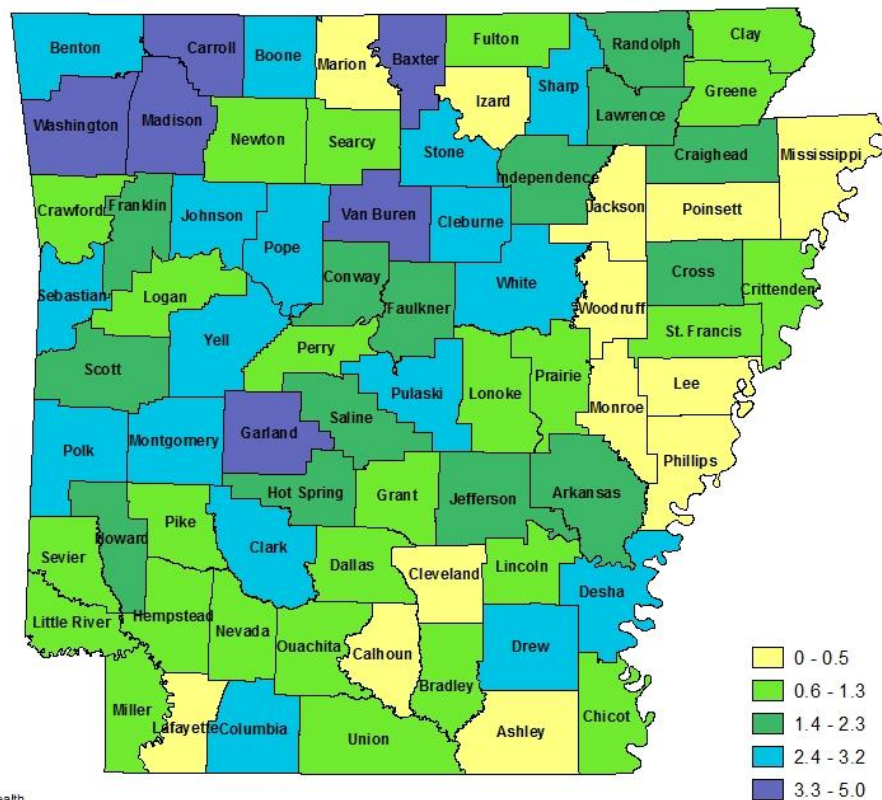 Benton
Carroll
Boone
Marion
Baxter
Fulton
Randolph
Clay
Sharp
Izard
Greene
Washington
Madison
Newton
Searcy
Stone
Lawrence
Independence
Craighead
Mississippi
Crawford
Franklin
Johnson
Pope
Van Buren
Cleburne
Jackson
Poinsett
Sebastian
Logan
Conway
Faulkner
White
Woodruff
Cross
Crittenden
Yell
Perry
St. Francis
Scott
Pulaski
Lonoke
Prairie
Lee
Monroe
Polk
Montgomery
Garland
Saline
Phillips
Hot Spring
Grant
Jefferson
Arkansas
Howard
Pike
Clark
Dallas
Cleveland
Lincoln
Desha
Sevier
Little River
Hempstead
Nevada
Ouachita
Calhoun
Bradley
Drew
Miller
Lafayette
Columbia
Union
Ashley
Chicot
0 - 0.5
0.6 - 1.3
1.4 - 2.3
2.4 - 3.2
3.3 - 5.0